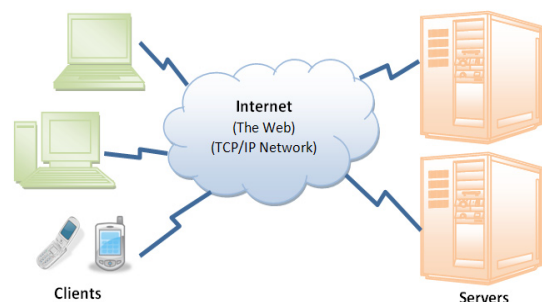 Internet
(The Web)
(TCP/IP Network)
Clients
Servers